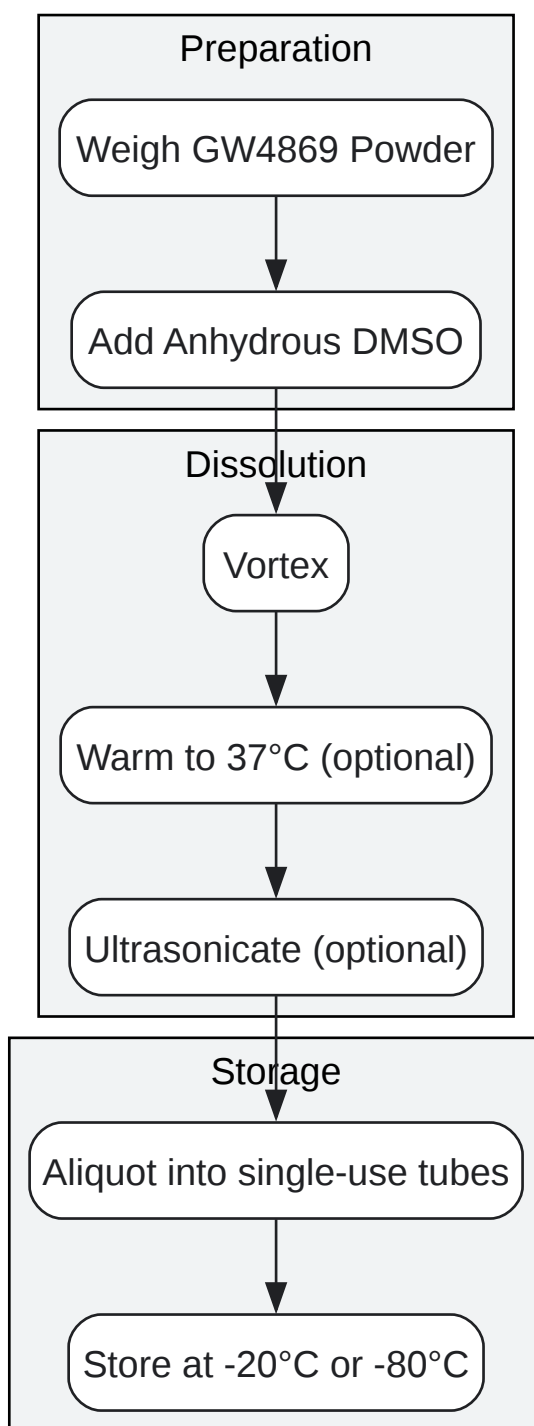 Preparation
Weigh GW4869 Powder
Add Anhydrous DMSO
Dissolution
Vortex
Warm to 37°C (optional)
Ultrasonicate (optional)
Storage
Aliquot into single-use tubes
Store at -20°C or -80°C